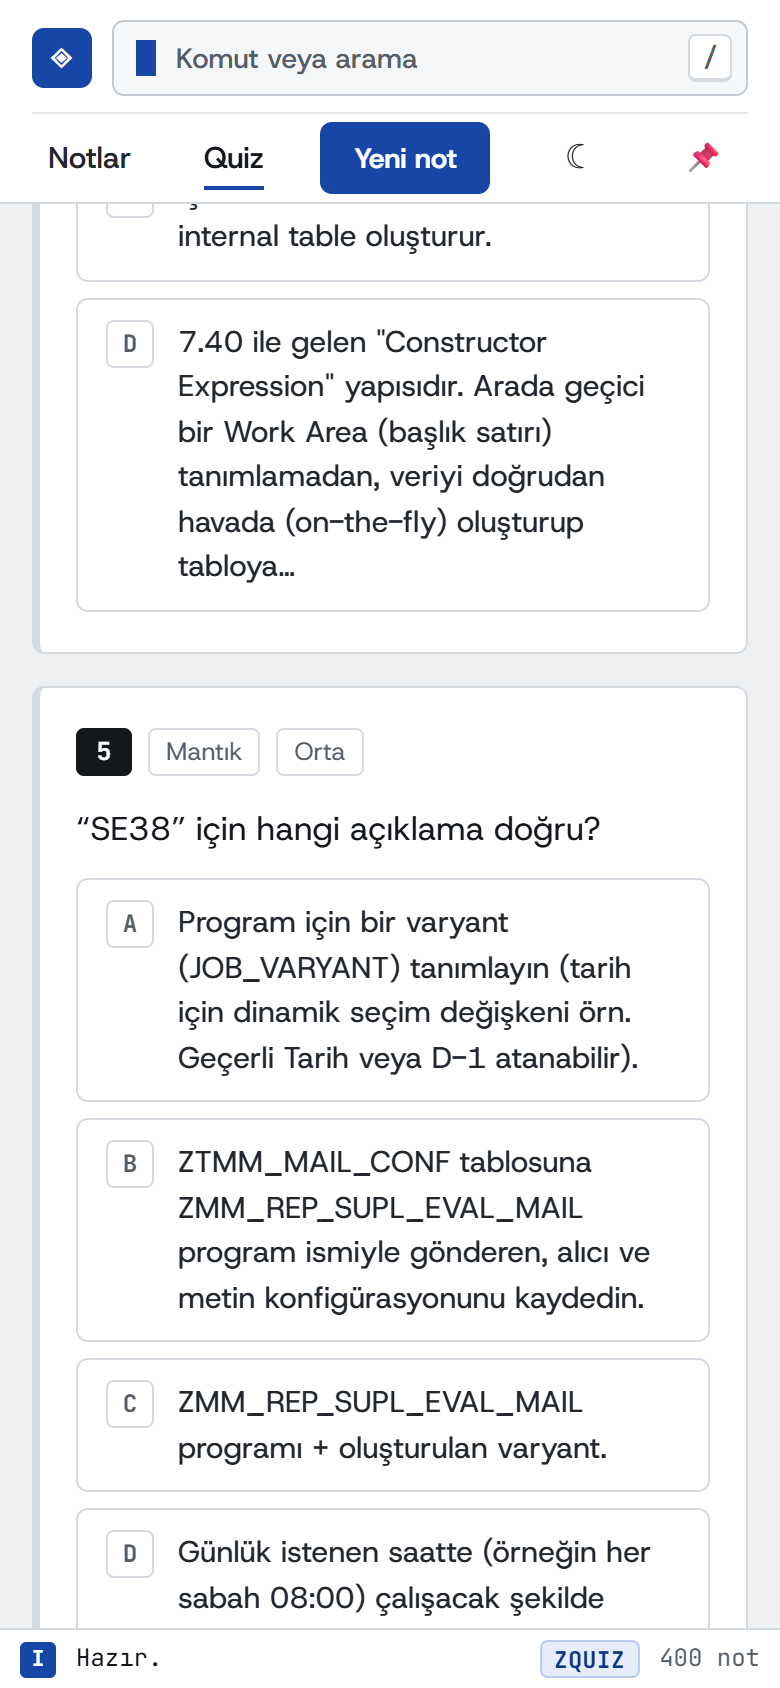 Komut veya arama /
Notlar Quiz Yeni not
internal table oluşturur.
D 7.40 ile gelen "Constructor
Expression" yapısıdır. Arada geçici
bir Work Area (başlık satırı)
tanımlamadan, veriyi doğrudan
havada (on-the-fly) oluşturup
tabloya...
5 Mantık Orta
“SE38” için hangi açıklama doğru?
A Program için bir varyant
(JOB_VARYANT) tanımlayın (tarih
için dinamik seçim değişkeni örn.
Geçerli Tarih veya D-1 atanabilir).
B ZTMM_MAIL_CONF tablosuna
ZMM_REP_SUPL_EVAL_MAIL
program ismiyle gönderen, alıcı ve
metin konfigürasyonunu kaydedin.
C ZMM_REP_SUPL_EVAL_MAIL
programı + oluşturulan varyant.
D Günlük istenen saatte (örneğin her
sabah 08:00) çalışacak şekilde
I Hazır. ZQUIZ 400 not